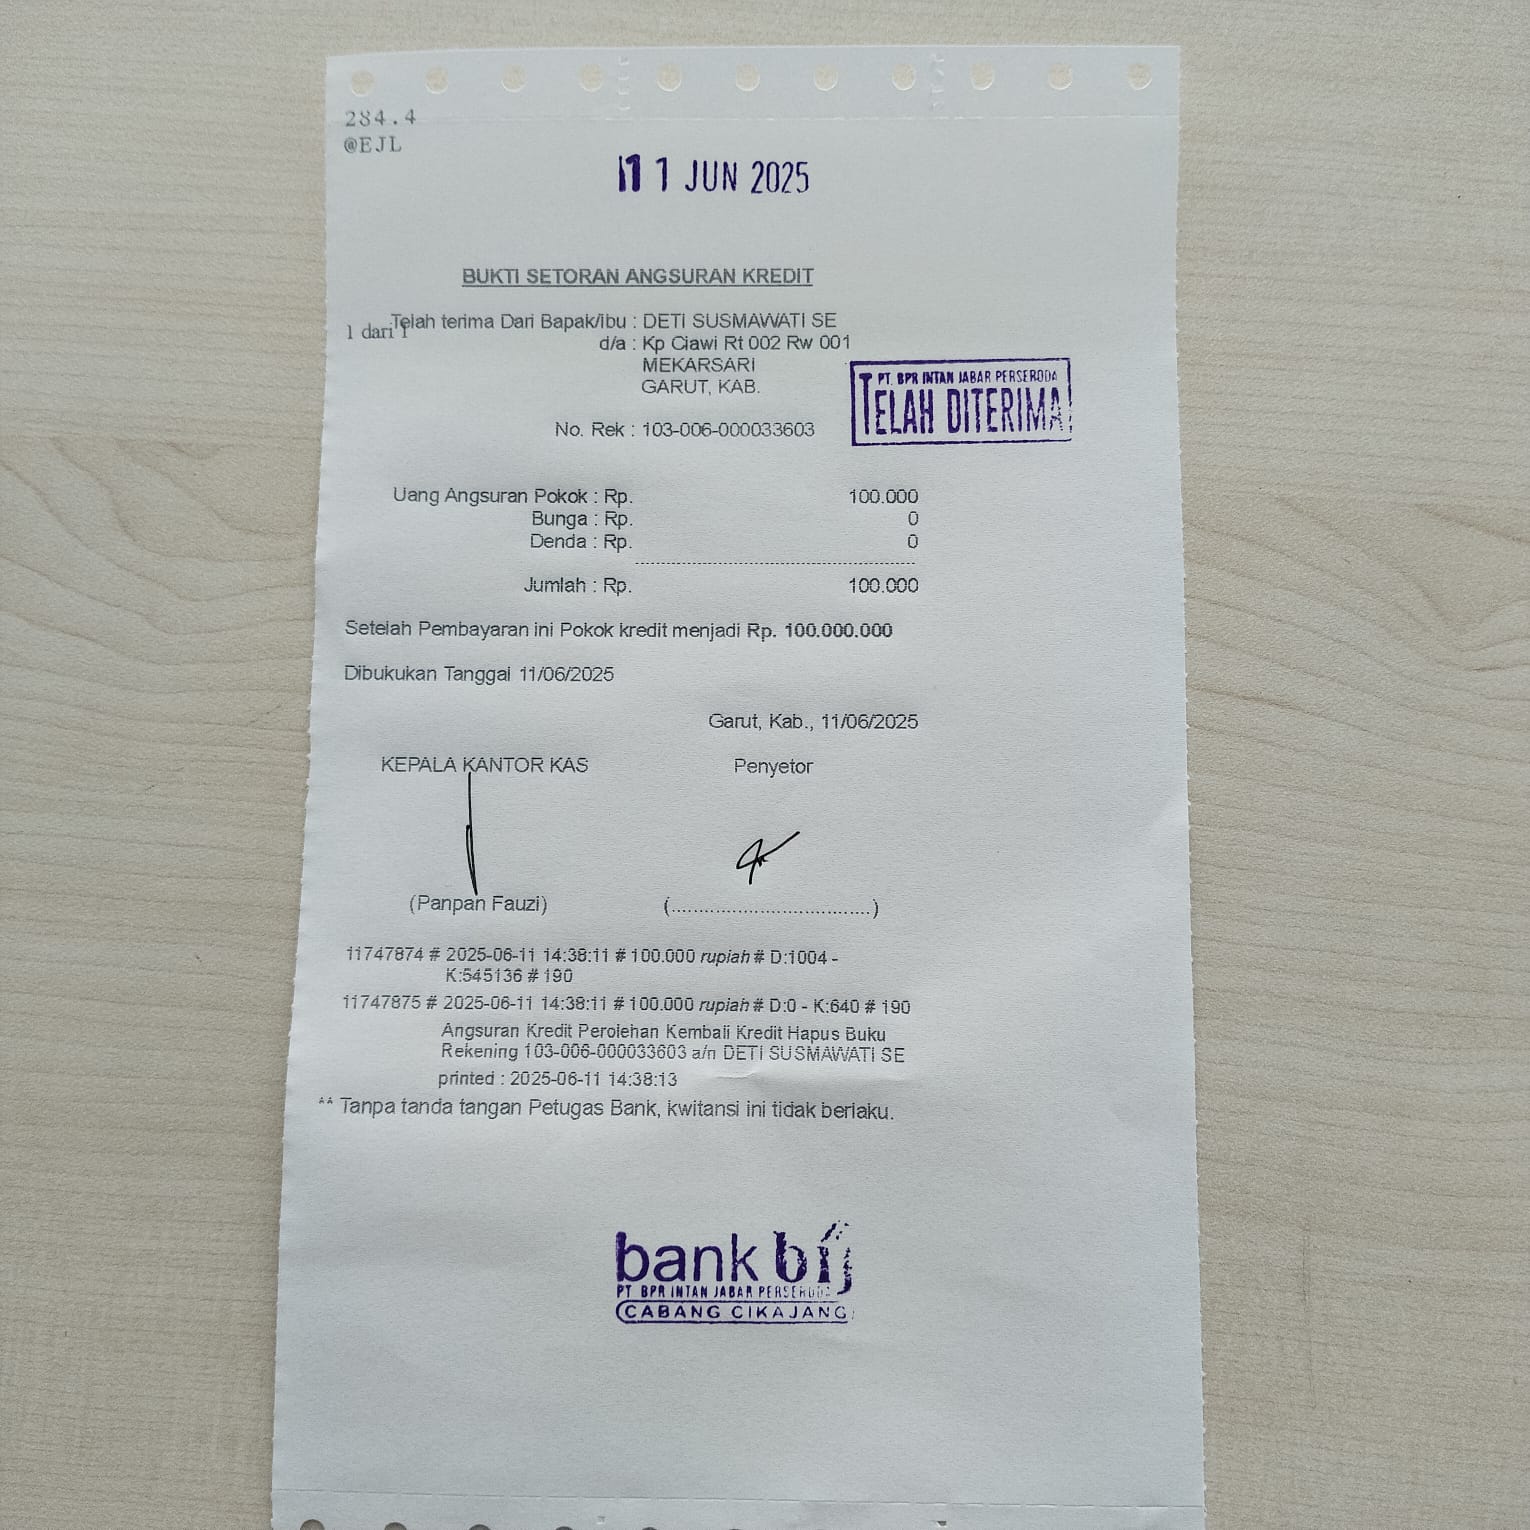 284.4
@EJL
11 JUN 2025
BUKTI SETORAN ANGSURAN KREDIT
Telah terima Dari Bapak/Ibu : DETI SUSMAWATI SE
1 dari 1
d/a : Kp Ciawi Rt 002 Rw 001
MEKARSARI
GARUT, KAB.
PT. BPR INTAN JABAR PERSERODA
TELAH DITERIMA
No. Rek : 103-006-000033603
Uang Angsuran Pokok : Rp. 100.000
Bunga : Rp. 0
Denda : Rp. 0
Jumlah : Rp. 100.000
Setelah Pembayaran ini Pokok kredit menjadi Rp. 100.000.000
Dibukukan Tanggal 11/06/2025
Garut, Kab., 11/06/2025
KEPALA KANTOR KAS Penyetor
(Panpan Fauzi) (..................................)
11747874 # 2025-06-11 14:38:11 # 100.000 rupiah # D:1004 -
K:545136 # 190
11747875 # 2025-06-11 14:38:11 # 100.000 rupiah # D:0 - K:640 # 190
Angsuran Kredit Perolehan Kembali Kredit Hapus Buku
Rekening 103-006-000033603 a/n DETI SUSMAWATI SE
printed : 2025-06-11 14:38:13
** Tanpa tanda tangan Petugas Bank, kwitansi ini tidak berlaku.
bank bij
PT BPR INTAN JABAR PERSERODA
CABANG CIKAJANG